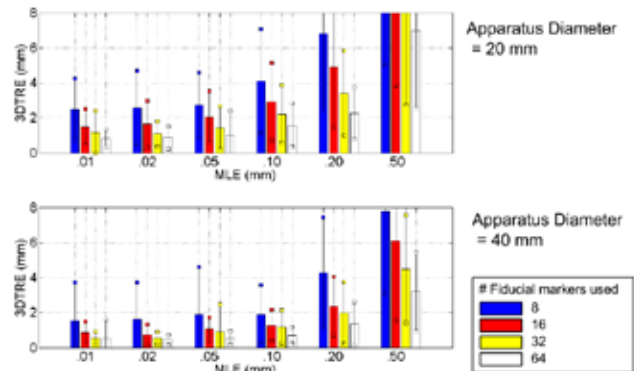 8
6
4
2
0
3DTRE (mm)
.01 .02 .05 .10 .20 .50
MLE (mm)
Apparatus Diameter
= 20 mm
8
6
4
2
0
3DTRE (mm)
.01 .02 .05 .10 .20 .50
MLE (mm)
Apparatus Diameter
= 40 mm
# Fiducial markers used
8
16
32
64